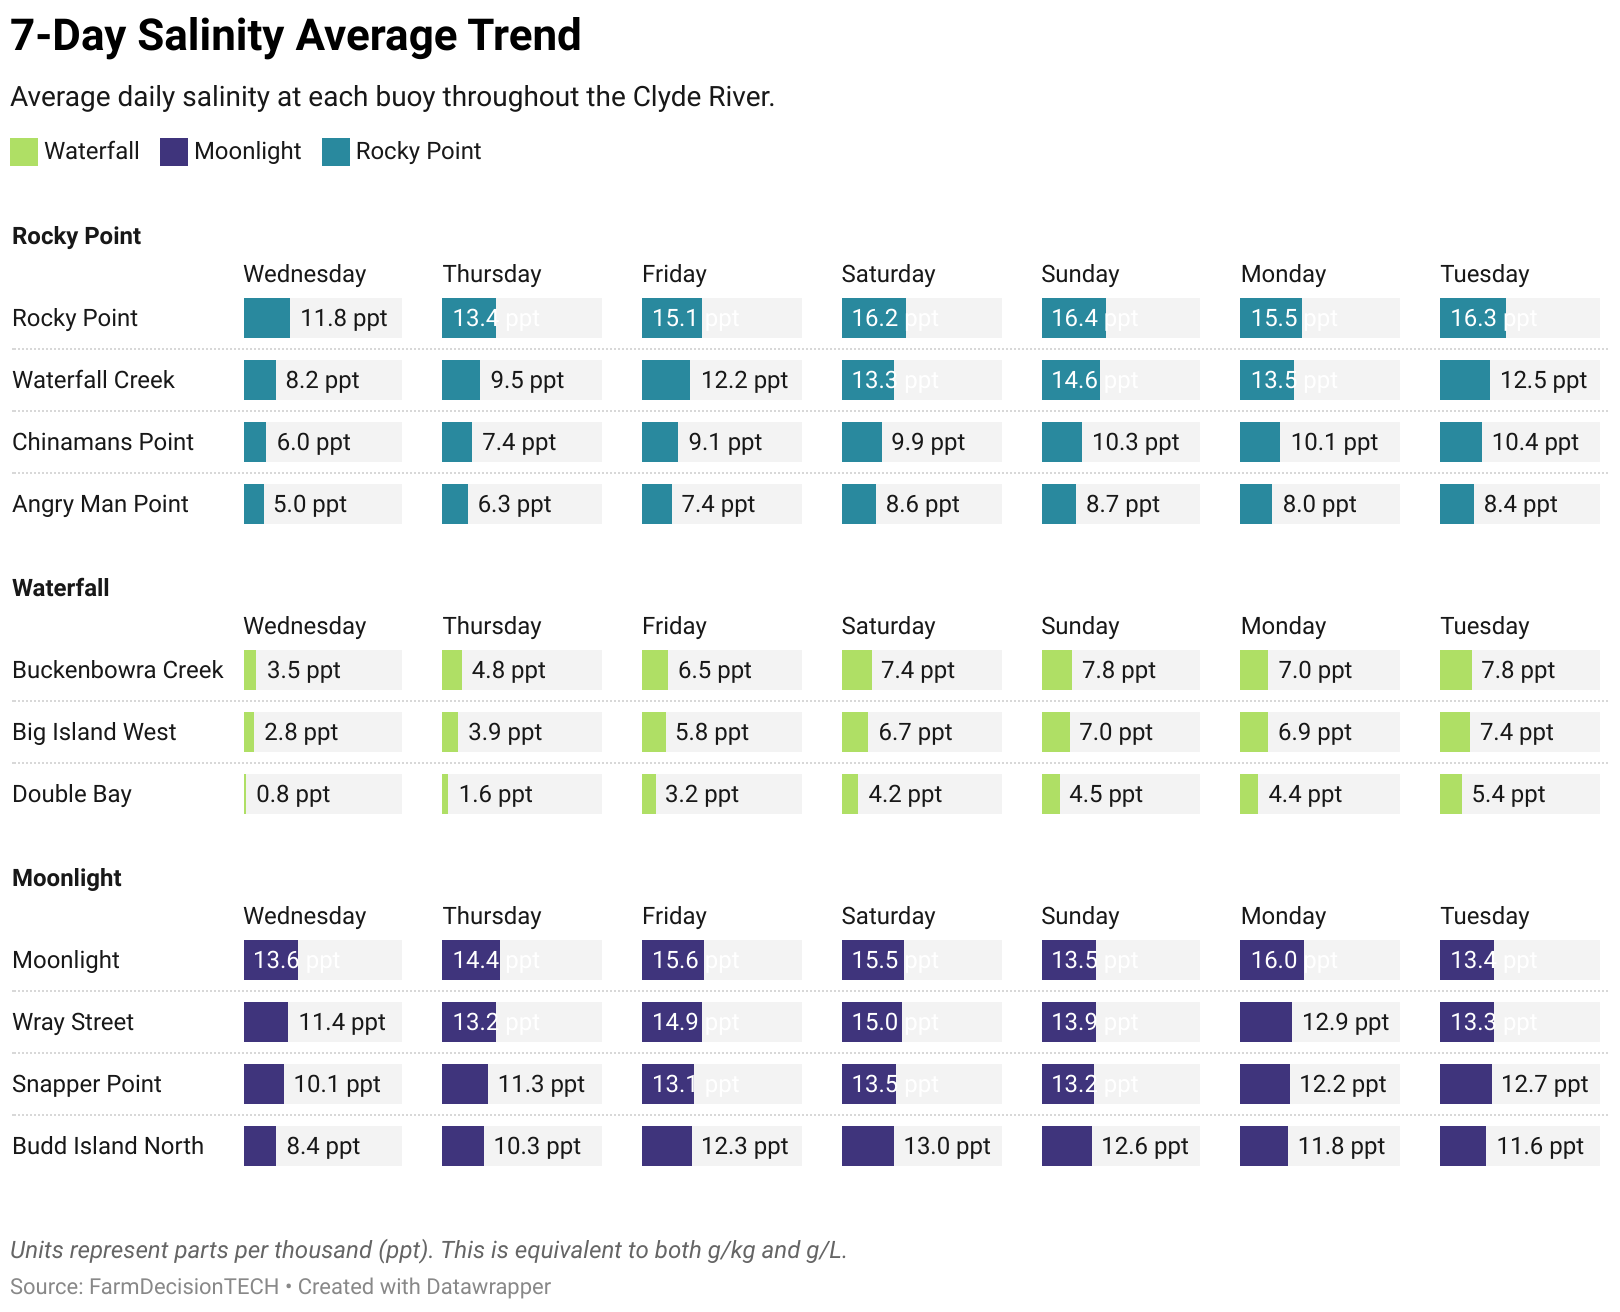 7-Day Salinity Average Trend
Average daily salinity at each buoy throughout the Clyde River.
Waterfall Moonlight Rocky Point
Rocky Point
Wednesday Thursday Friday Saturday Sunday Monday Tuesday
Rocky Point 11.8 ppt 13.4 ppt 15.1 ppt 16.2 ppt 16.4 ppt 15.5 ppt 16.3 ppt
Waterfall Creek 8.2 ppt 9.5 ppt 12.2 ppt 13.3 ppt 14.6 ppt 13.5 ppt 12.5 ppt
Chinamans Point 6.0 ppt 7.4 ppt 9.1 ppt 9.9 ppt 10.3 ppt 10.1 ppt 10.4 ppt
Angry Man Point 5.0 ppt 6.3 ppt 7.4 ppt 8.6 ppt 8.7 ppt 8.0 ppt 8.4 ppt
Waterfall
Wednesday Thursday Friday Saturday Sunday Monday Tuesday
Buckenbowra Creek 3.5 ppt 4.8 ppt 6.5 ppt 7.4 ppt 7.8 ppt 7.0 ppt 7.8 ppt
Big Island West 2.8 ppt 3.9 ppt 5.8 ppt 6.7 ppt 7.0 ppt 6.9 ppt 7.4 ppt
Double Bay 0.8 ppt 1.6 ppt 3.2 ppt 4.2 ppt 4.5 ppt 4.4 ppt 5.4 ppt
Moonlight
Wednesday Thursday Friday Saturday Sunday Monday Tuesday
Moonlight 13.6 ppt 14.4 ppt 15.6 ppt 15.5 ppt 13.5 ppt 16.0 ppt 13.4 ppt
Wray Street 11.4 ppt 13.2 ppt 14.9 ppt 15.0 ppt 13.9 ppt 12.9 ppt 13.3 ppt
Snapper Point 10.1 ppt 11.3 ppt 13.1 ppt 13.5 ppt 13.2 ppt 12.2 ppt 12.7 ppt
Budd Island North 8.4 ppt 10.3 ppt 12.3 ppt 13.0 ppt 12.6 ppt 11.8 ppt 11.6 ppt
Units represent parts per thousand (ppt). This is equivalent to both g/kg and g/L.
Source: FarmDecisionTECH • Created with Datawrapper